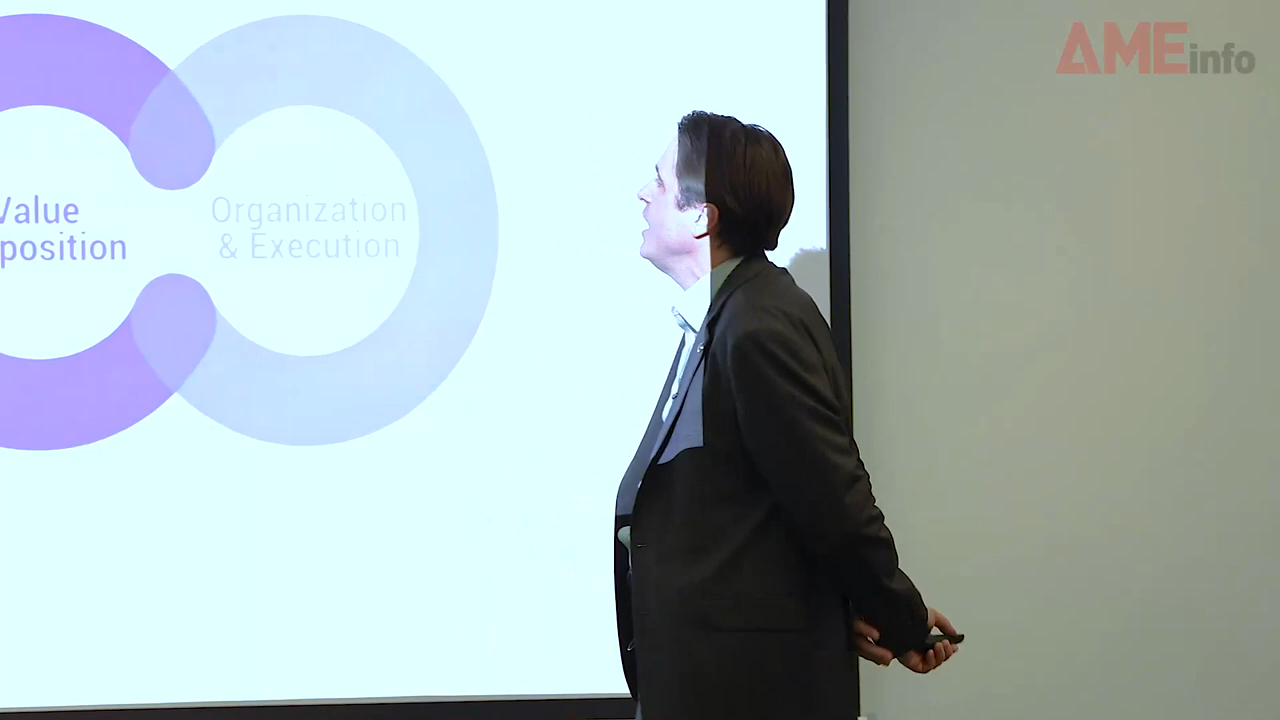 AMEinfo
Value
position
Organization
& Execution